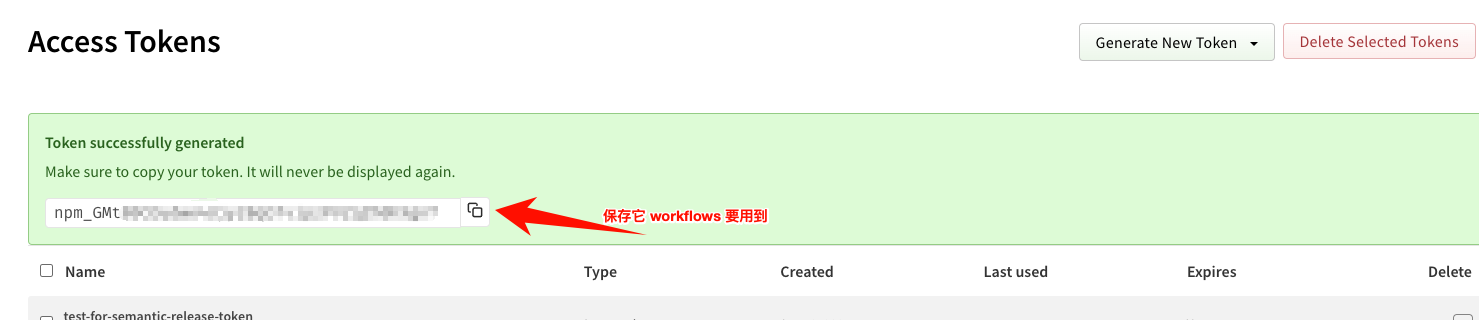 Access Tokens
Generate New Token
Delete Selected Tokens
Token successfully generated
Make sure to copy your token. It will never be displayed again.
npm_GMt
保存它 workflows 要用到
Name Type Created Last used Expires Delete
test-for-semantic-release-token